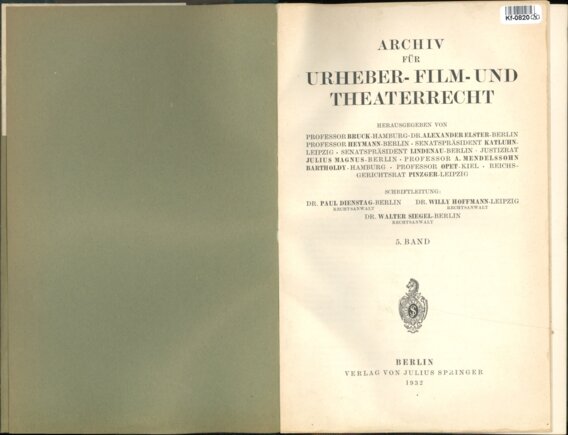 Kf-0820
ARCHIV
FÜR
URHEBER- FILM- UND
THEATERRECHT
HERAUSGEGEBEN VON
PROFESSOR BRUCK-HAMBURG · DR. ALEXANDER ELSTER-BERLIN
PROFESSOR HEYMANN-BERLIN · SENATSPRÄSIDENT KATLUHN-
LEIPZIG · SENATSPRÄSIDENT LINDENAU-BERLIN · JUSTIZRAT
JULIUS MAGNUS-BERLIN · PROFESSOR A. MENDELSSOHN
BARTHOLDY-HAMBURG · PROFESSOR OPET-KIEL · REICHS-
GERICHTSRAT PINZGER-LEIPZIG
SCHRIFTLEITUNG:
DR. PAUL DIENSTAG-BERLIN DR. WILLY HOFFMANN-LEIPZIG
RECHTSANWALT RECHTSANWALT
DR. WALTER SIEGEL-BERLIN
RECHTSANWALT
5. BAND
BERLIN
VERLAG VON JULIUS SPRINGER
1932